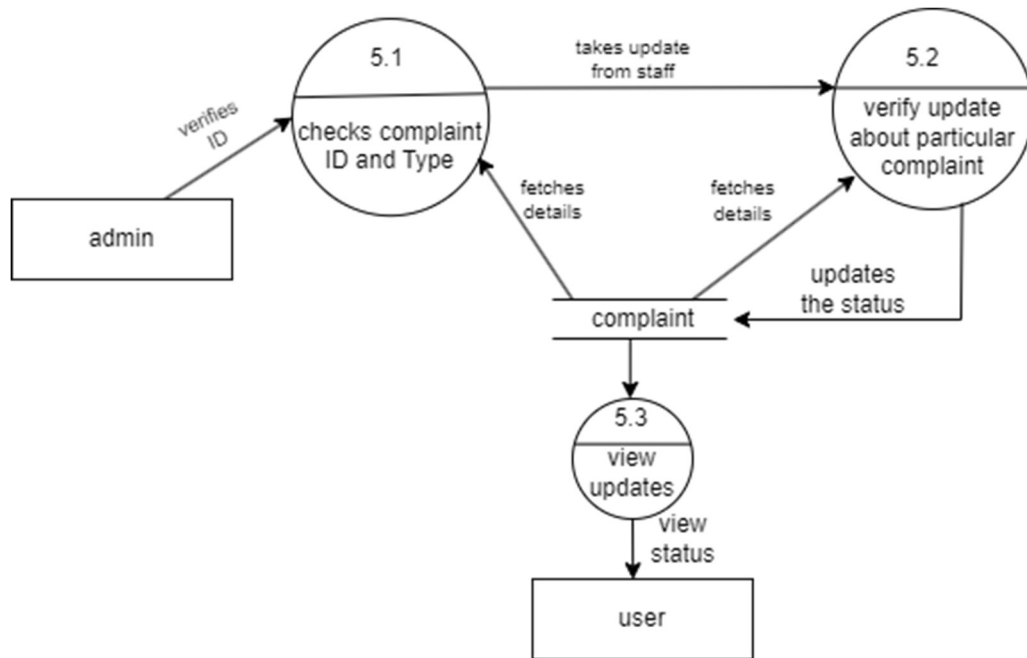 5.1
checks complaint
ID and Type
takes update
from staff
5.2
verify update
about particular
complaint
verifies
ID
admin
fetches
details
fetches
details
updates
the status
complaint
5.3
view
updates
view
status
user